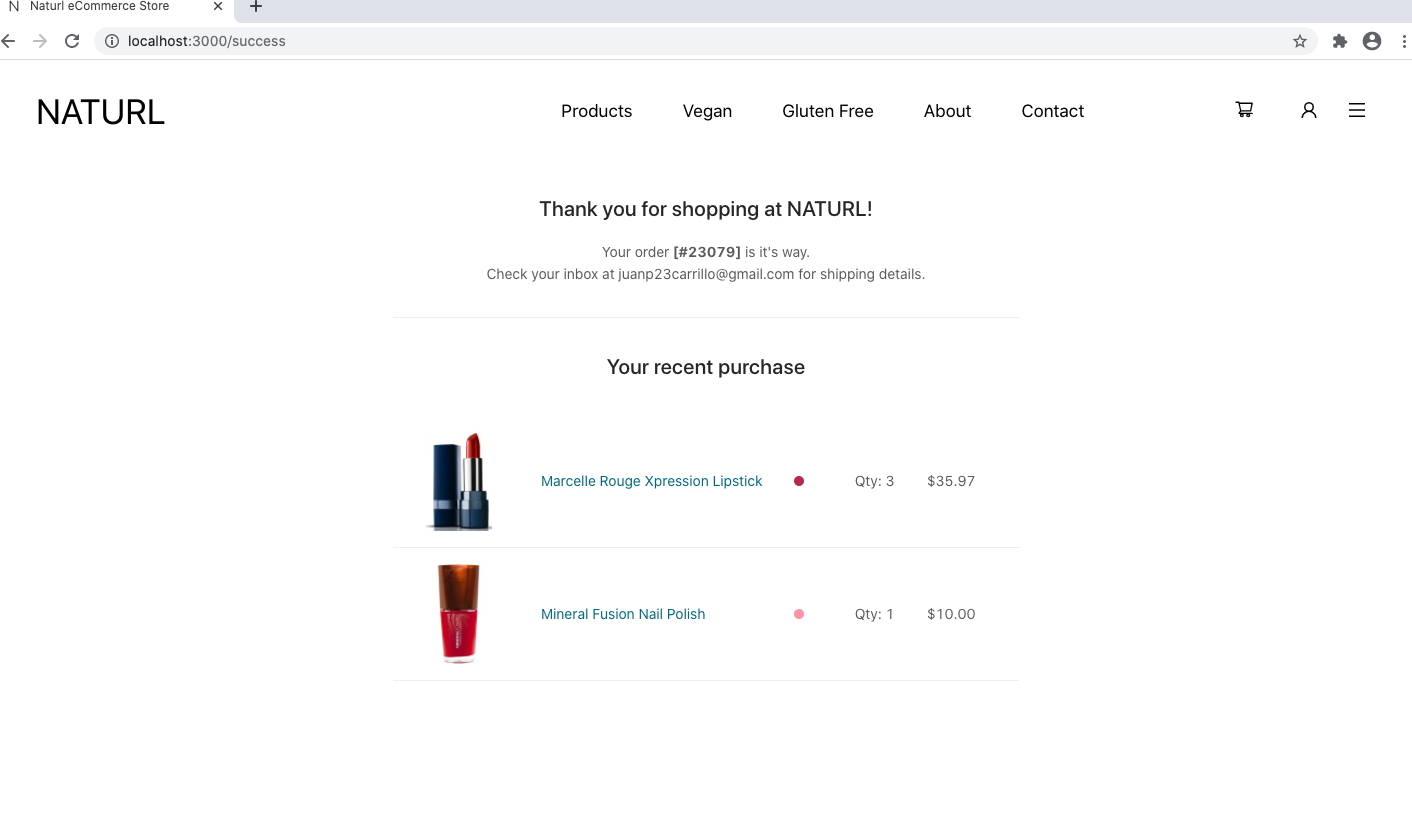 N Naturl eCommerce Store
localhost:3000/success
NATURL
Products Vegan Gluten Free About Contact
Thank you for shopping at NATURL!
Your order [#23079] is it's way.
Check your inbox at juanp23carrillo@gmail.com for shipping details.
Your recent purchase
Marcelle Rouge Xpression Lipstick Qty: 3 $35.97
Mineral Fusion Nail Polish Qty: 1 $10.00